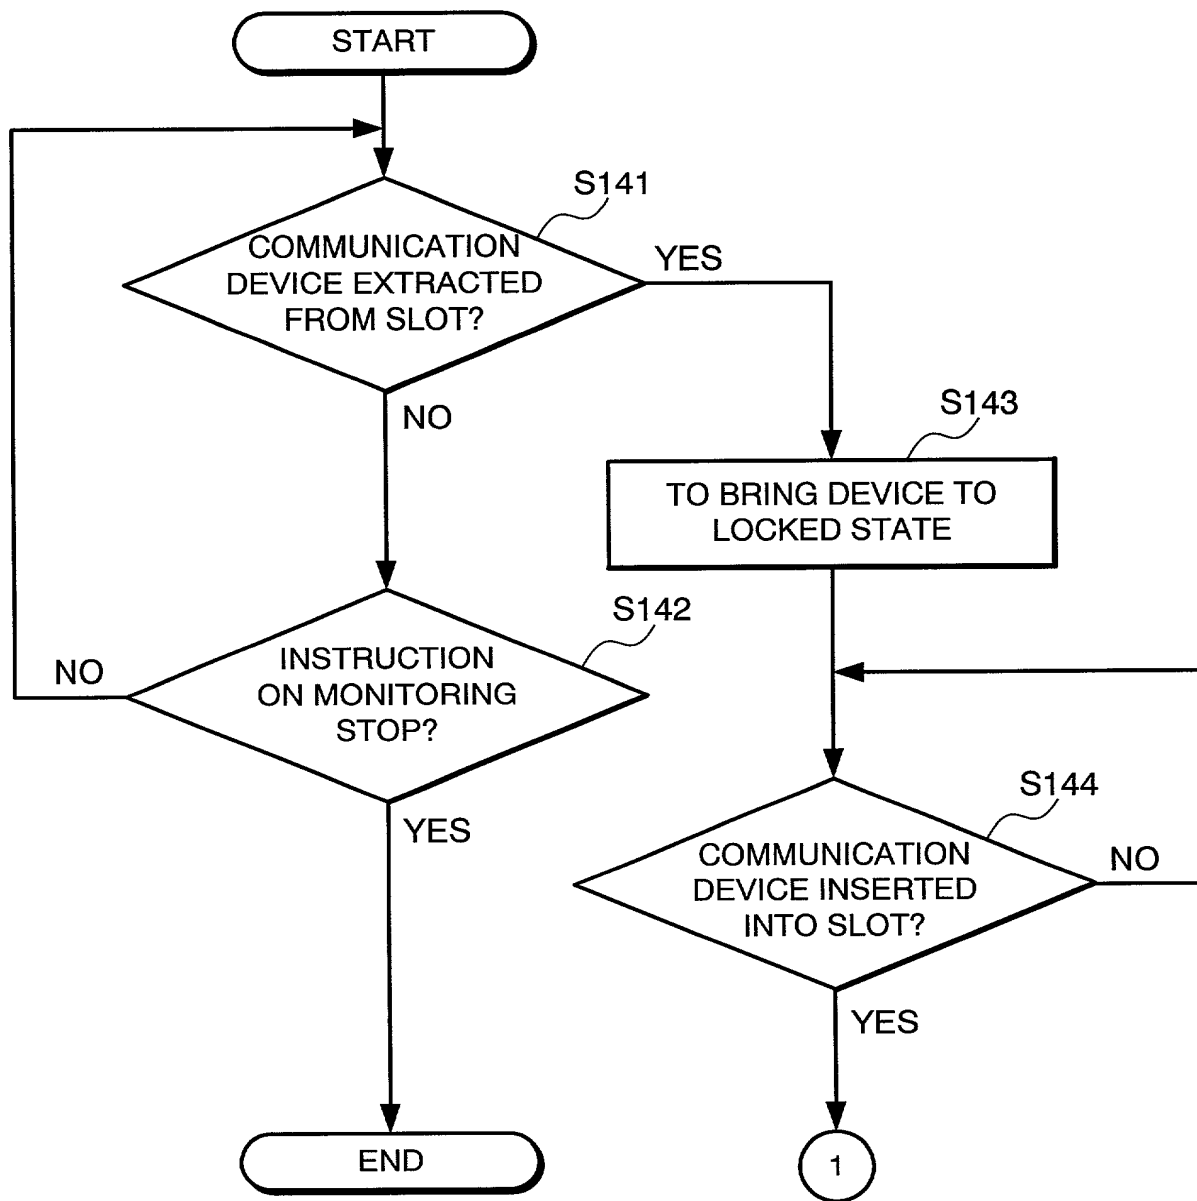 START
S141
COMMUNICATION
DEVICE EXTRACTED
FROM SLOT?
YES
NO
S143
TO BRING DEVICE TO
LOCKED STATE
S142
INSTRUCTION
ON MONITORING
STOP?
NO
YES
S144
COMMUNICATION
DEVICE INSERTED
INTO SLOT?
NO
YES
END
1